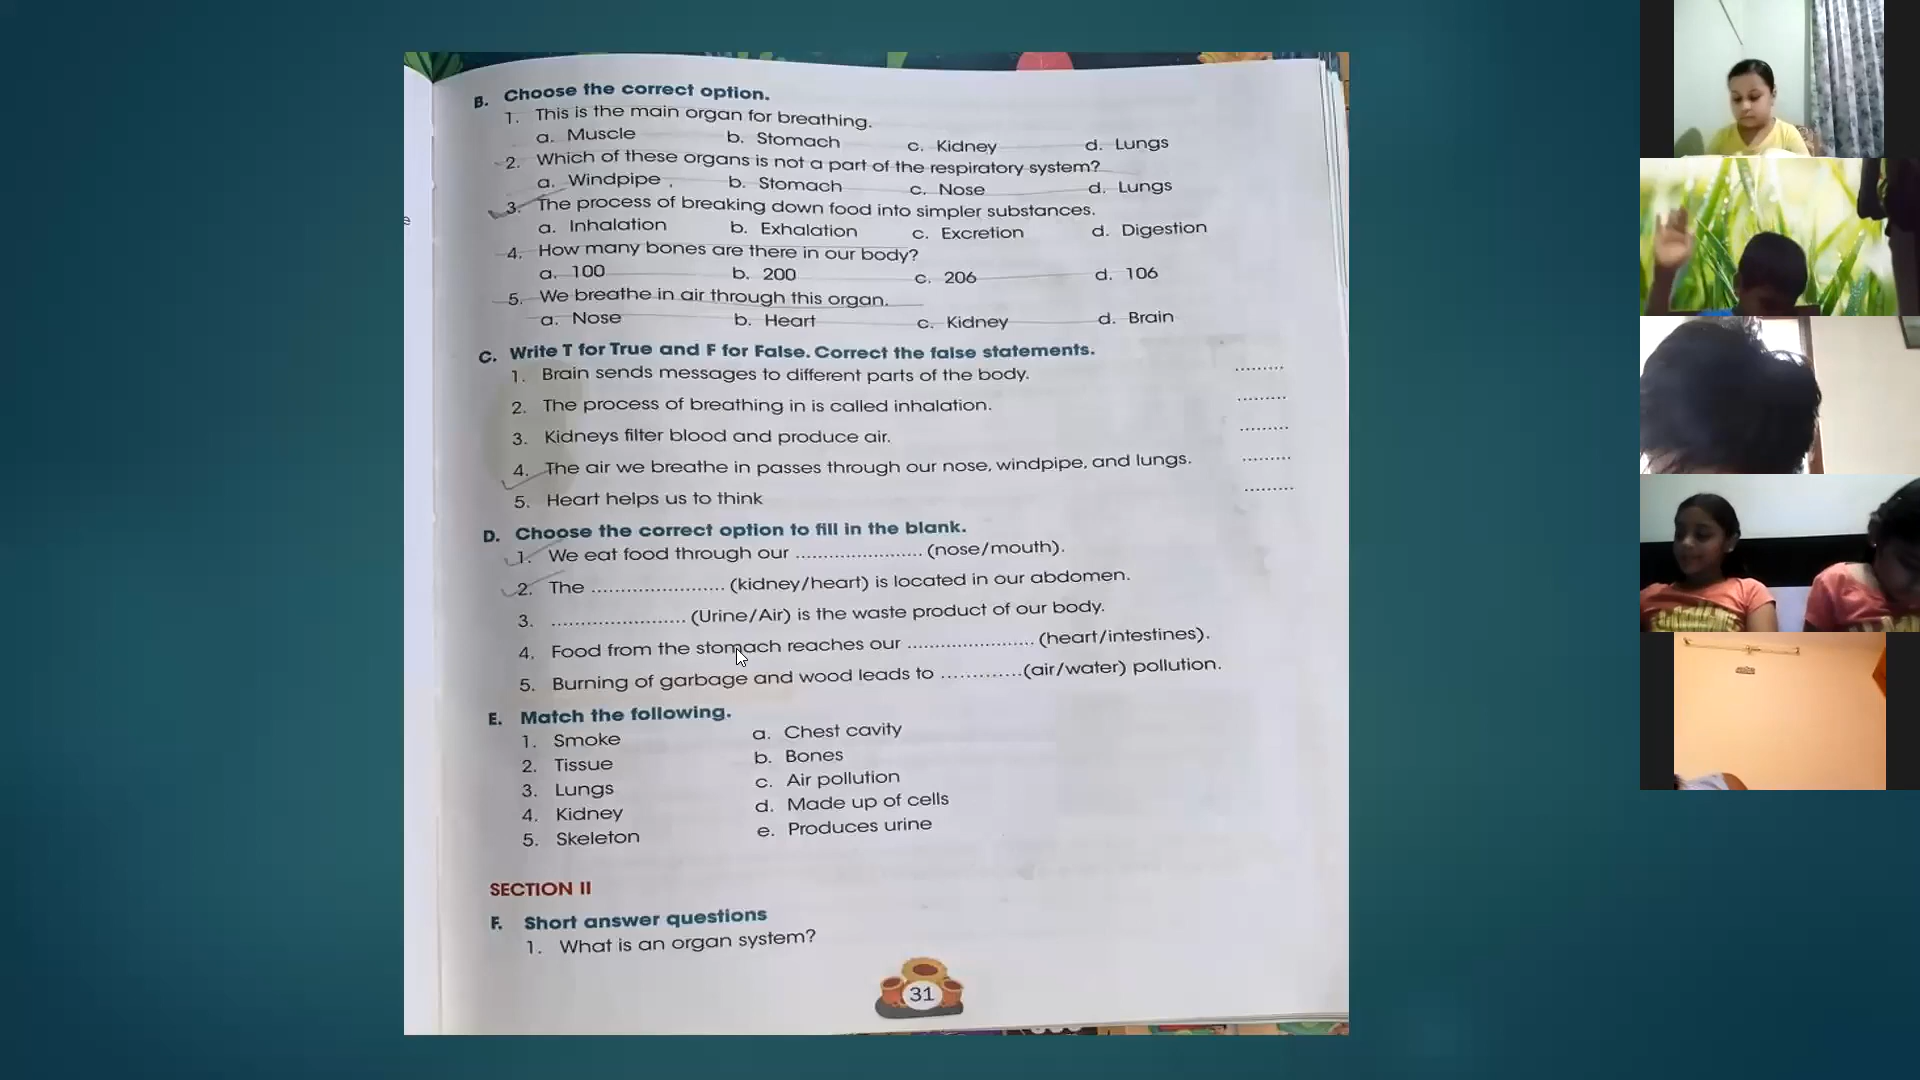 B. Choose the correct option.
1. This is the main organ for breathing.
a. Muscle b. Stomach c. Kidney d. Lungs
2. Which of these organs is not a part of the respiratory system?
a. Windpipe b. Stomach c. Nose d. Lungs
3. The process of breaking down food into simpler substances.
a. Inhalation b. Exhalation c. Excretion d. Digestion
4. How many bones are there in our body?
a. 100 b. 200 c. 206 d. 106
5. We breathe in air through this organ.
a. Nose b. Heart c. Kidney d. Brain
C. Write T for True and F for False. Correct the false statements.
1. Brain sends messages to different parts of the body. .........
2. The process of breathing in is called inhalation. .........
3. Kidneys filter blood and produce air. .........
4. The air we breathe in passes through our nose, windpipe, and lungs. .........
5. Heart helps us to think .........
D. Choose the correct option to fill in the blank.
1. We eat food through our ...................... (nose/mouth).
2. The ....................... (kidney/heart) is located in our abdomen.
3. ....................... (Urine/Air) is the waste product of our body.
4. Food from the stomach reaches our ...................... (heart/intestines).
5. Burning of garbage and wood leads to ..............(air/water) pollution.
E. Match the following.
1. Smoke a. Chest cavity
2. Tissue b. Bones
3. Lungs c. Air pollution
4. Kidney d. Made up of cells
5. Skeleton e. Produces urine
SECTION II
F. Short answer questions
1. What is an organ system?
31